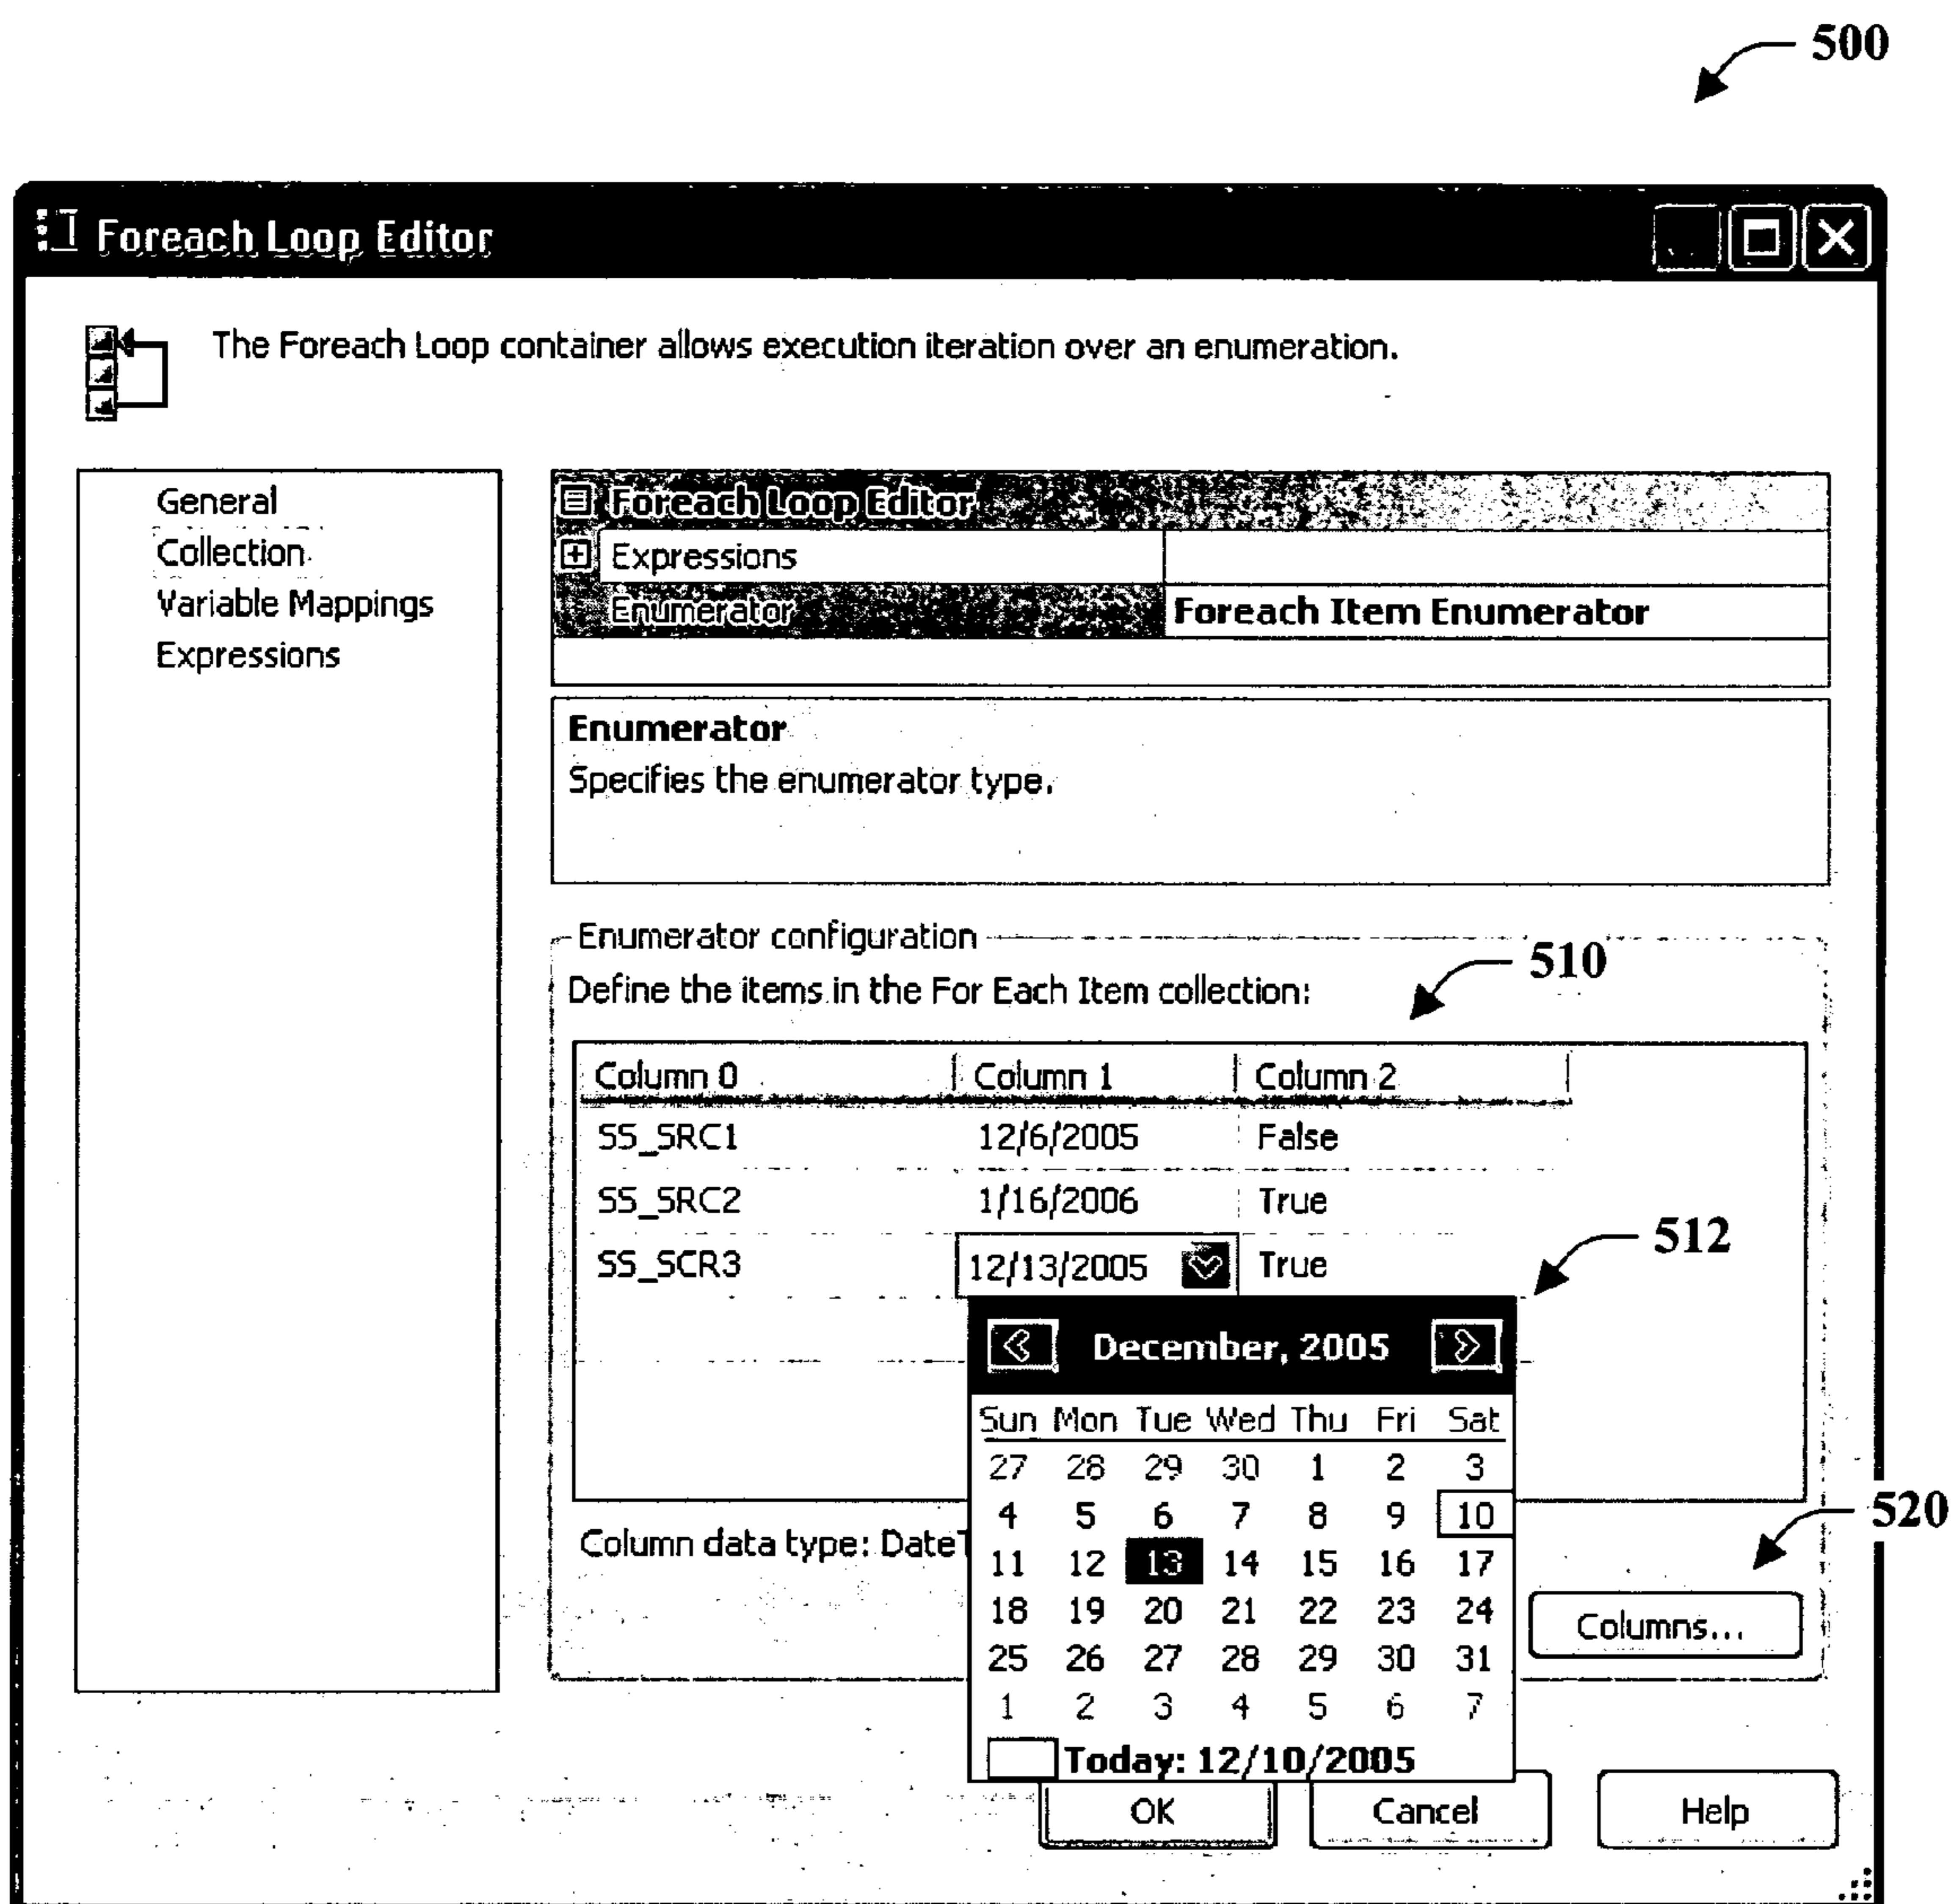 500
Foreach Loop Editor
The Foreach Loop container allows execution iteration over an enumeration.
General
Collection
Variable Mappings
Expressions
Foreach Loop Editor
Expressions
Enumerator Foreach Item Enumerator
Enumerator
Specifies the enumerator type.
Enumerator configuration
510
Define the items in the For Each Item collection:
Column 0 Column 1 Column 2
SS_SRC1 12/6/2005 False
SS_SRC2 1/16/2006 True
SS_SCR3 12/13/2005 True
512
December, 2005
Sun Mon Tue Wed Thu Fri Sat
27 28 29 30 1 2 3
4 5 6 7 8 9 10
11 12 13 14 15 16 17
18 19 20 21 22 23 24
25 26 27 28 29 30 31
1 2 3 4 5 6 7
Today: 12/10/2005
Column data type: DateT
520
Columns...
OK Cancel Help